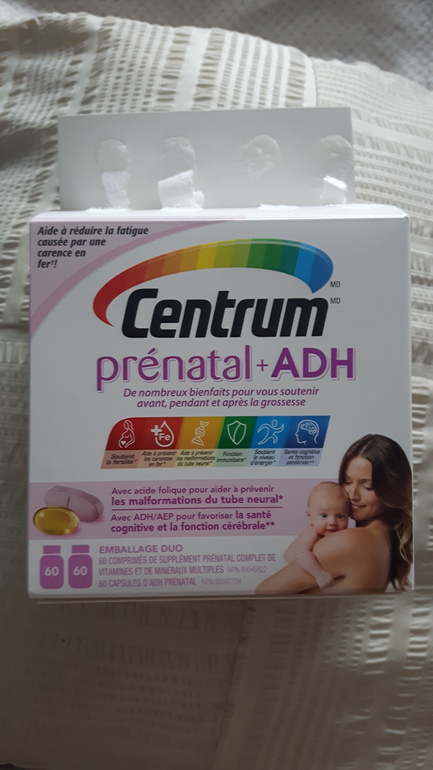 Aide à réduire la fatigue
causée par une
carence en
fer†!
Centrum MD
MD
prénatal + ADH
De nombreux bienfaits pour vous soutenir
avant, pendant et après la grossesse
+Fe
Soutient
la fertilité*
Aide à prévenir
les carences
en fer*
Aide à prévenir
les malformations
du tube neural*
Fonction
immunitaire*
Soutient
le niveau
d'énergie*
Santé cognitive
et fonction
cérébrale**
Avec acide folique pour aider à prévenir
les malformations du tube neural*
Avec ADH/AEP pour favoriser la santé
cognitive et la fonction cérébrale**
60
60
EMBALLAGE DUO
60 COMPRIMÉS DE SUPPLÉMENT PRÉNATAL COMPLET DE
VITAMINES ET DE MINÉRAUX MULTIPLES NPN
60 CAPSULES D'ADH PRÉNATAL NPN